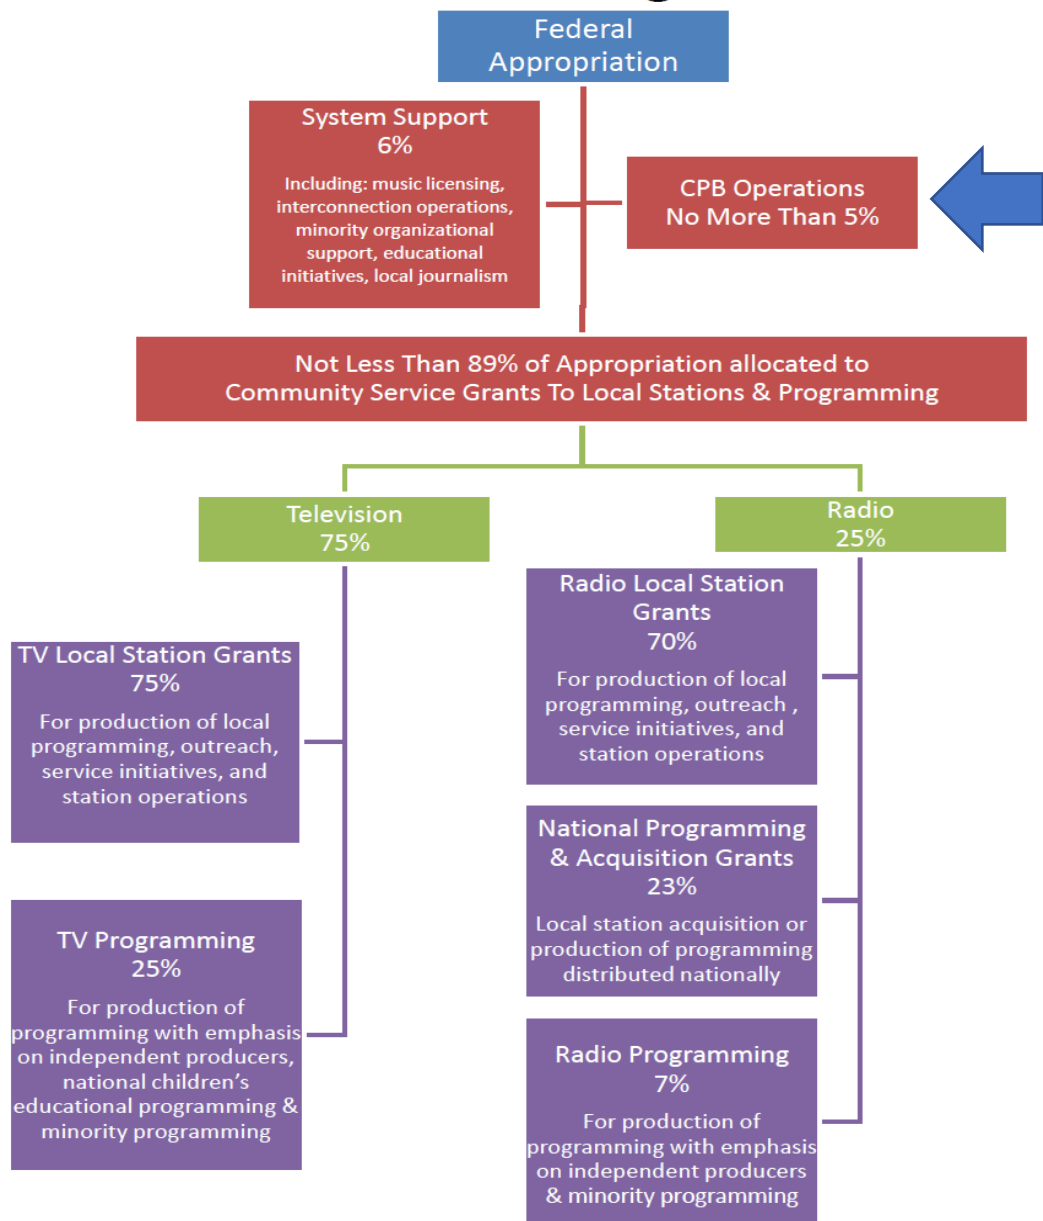 Federal
Appropriation
System Support
6%
Including: music licensing,
interconnection operations,
minority organizational
support, educational
initiatives, local journalism
CPB Operations
No More Than 5%
Not Less Than 89% of Appropriation allocated to
Community Service Grants To Local Stations & Programming
Television
75%
Radio
25%
TV Local Station Grants
75%
For production of local
programming, outreach,
service initiatives, and
station operations
TV Programming
25%
For production of
programming with emphasis
on independent producers,
national children’s
educational programming &
minority programming
Radio Local Station
Grants
70%
For production of local
programming, outreach ,
service initiatives, and
station operations
National Programming
& Acquisition Grants
23%
Local station acquisition or
production of programming
distributed nationally
Radio Programming
7%
For production of
programming with emphasis
on independent producers
& minority programming